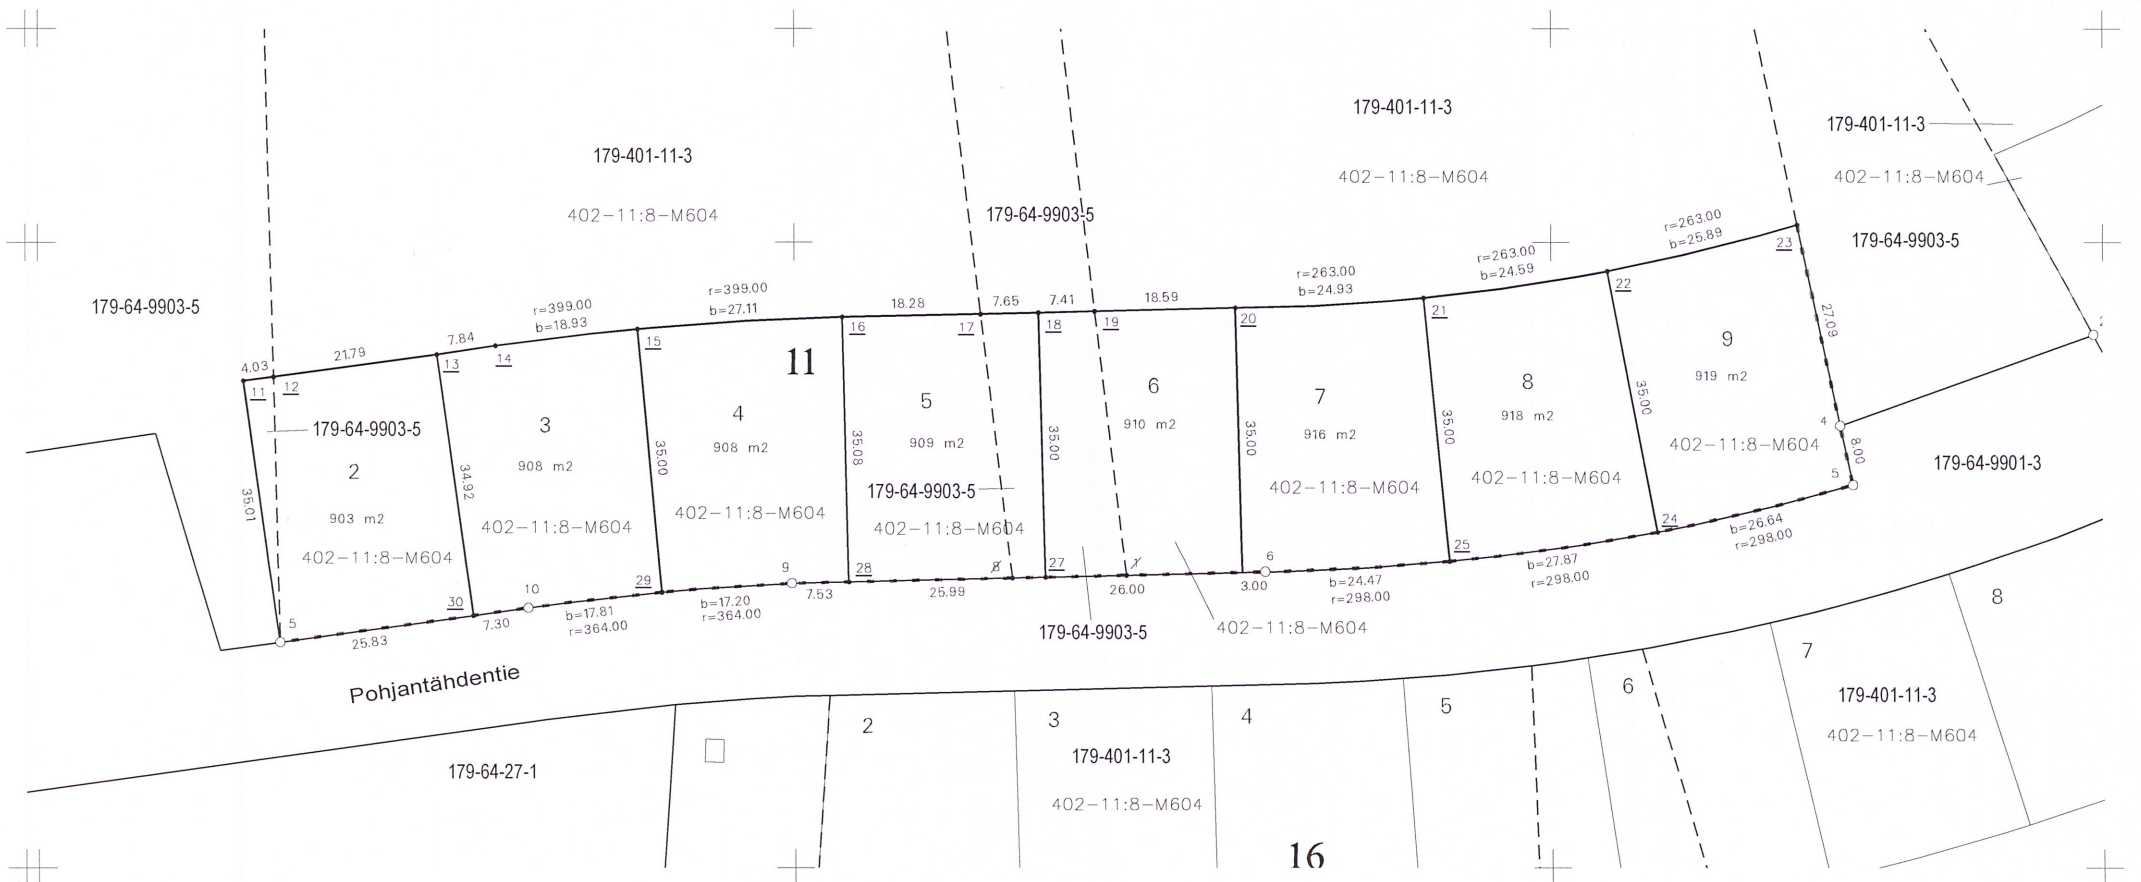 179-401-11-3
402-11:8-M604
179-64-9903-5
179-401-11-3
402-11:8-M604
179-401-11-3
402-11:8-M604
179-64-9903-5
179-64-9903-5
r=263.00
b=25.89
23
r=263.00
b=24.59
22
r=263.00
b=24.93
21
r=399.00
b=27.11
r=399.00
b=18.93
18.28
7.65
7.41
18.59
16
17
18
19
20
7.84
13
14
15
21.79
4.03
11
12
11
27.09
4
8.00
5
179-64-9901-3
179-64-9903-5
2
903 m2
402-11:8-M604
35.01
34.92
3
908 m2
402-11:8-M604
35.00
4
908 m2
402-11:8-M604
35.08
5
909 m2
179-64-9903-5
402-11:8-M604
35.00
6
910 m2
35.00
7
916 m2
402-11:8-M604
35.00
8
918 m2
402-11:8-M604
35.00
9
919 m2
402-11:8-M604
5
25.83
30
7.30
10
b=17.81
r=364.00
29
b=17.20
r=364.00
9
7.53
28
25.99
8
27
26.00
7
3.00
6
b=24.47
r=298.00
25
b=27.87
r=298.00
24
b=26.64
r=298.00
179-64-9903-5
402-11:8-M604
Pohjantähdentie
179-64-27-1
2
3
179-401-11-3
402-11:8-M604
4
5
6
7
179-401-11-3
402-11:8-M604
8
16